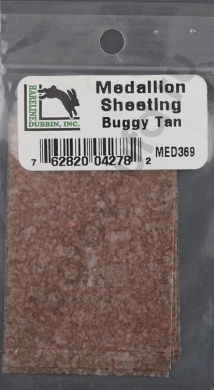 HARELINE
DUBBIN, INC.
Medallion
Sheeting
Buggy Tan
7 62820 04278 2
MED369